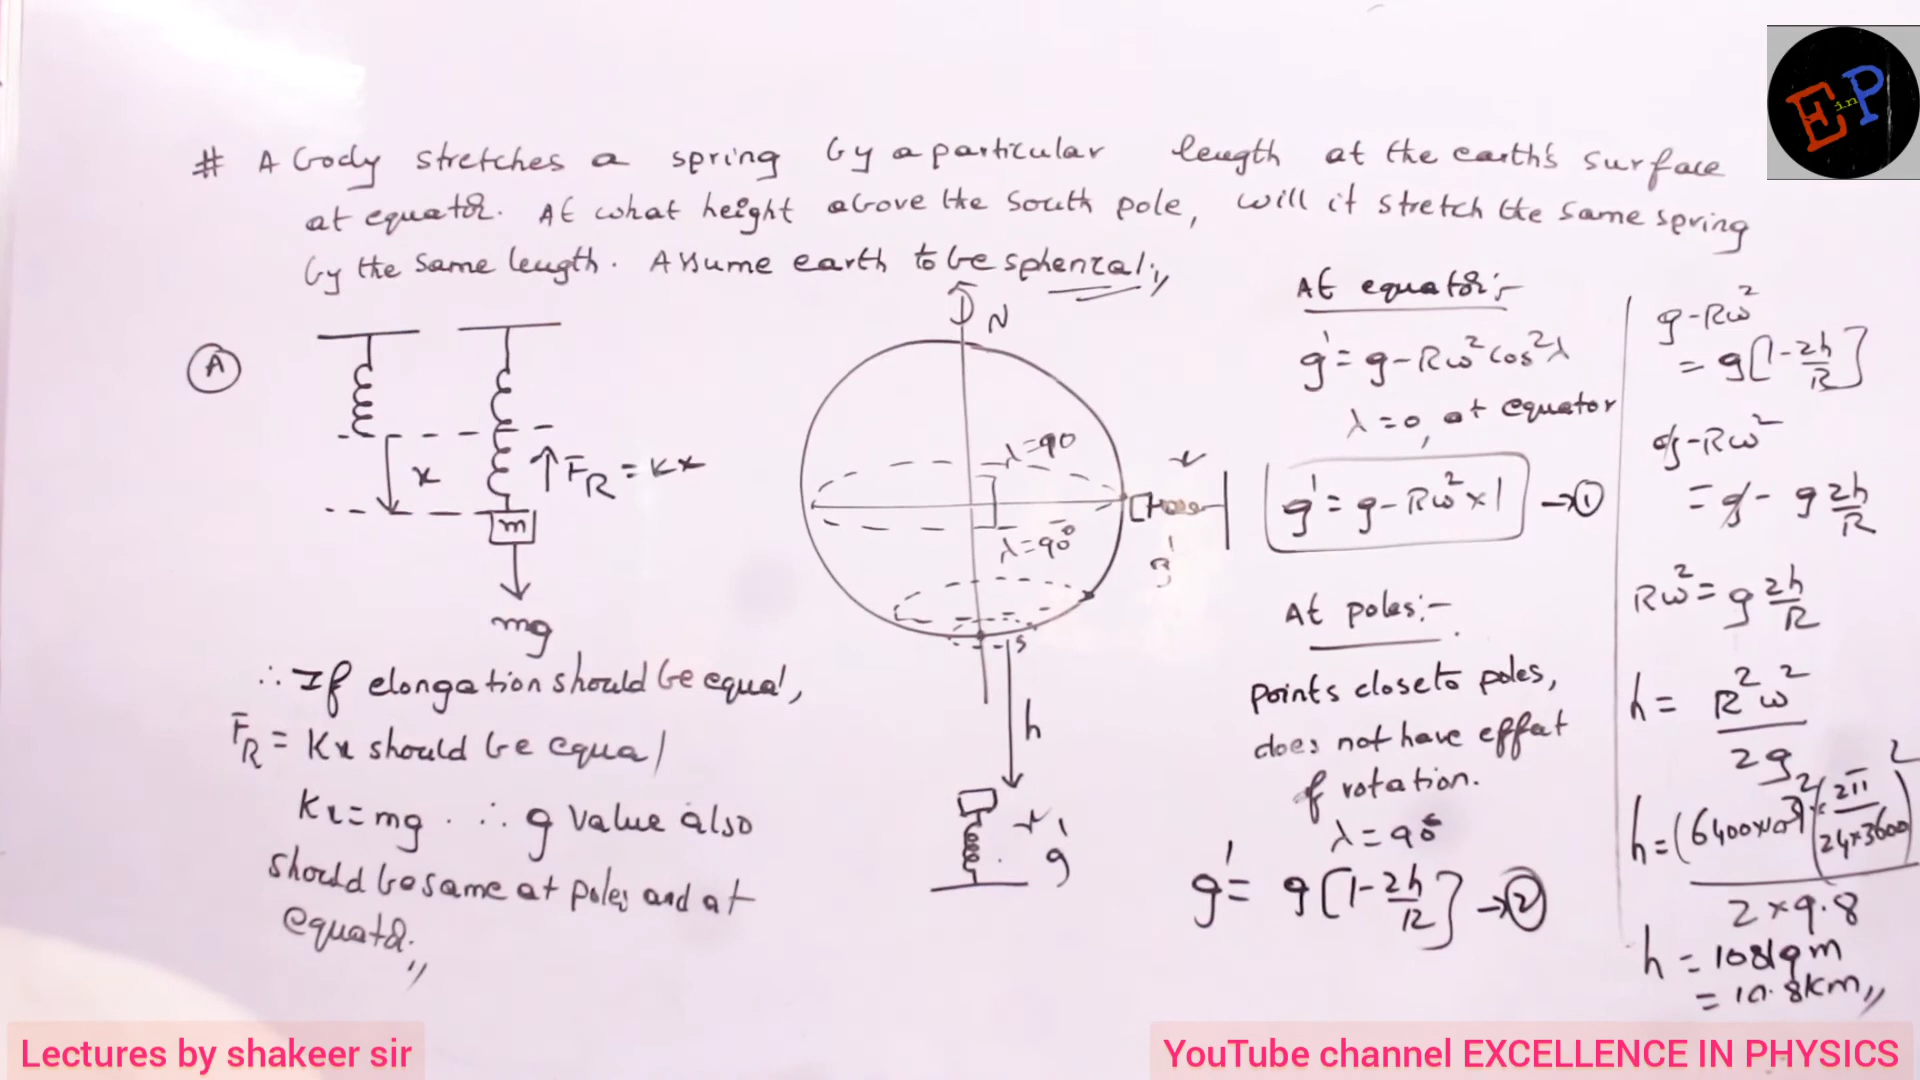 E in P
# A body stretches a spring by a particular length at the earth's surface
at equator. At what height above the south pole, will it stretch the same spring
by the same length. Assume earth to be spherical.
A
x
F_R = Kx
m
mg
∴ If elongation should be equal,
F_R = Kx should be equal
Kx = mg . ∴ g value also
should be same at poles and at
equator.
N
λ=90
λ=90°
g'
S
h
g'
At equator:-
g' = g - Rω² cos²λ
λ = 0, at equator
g' = g - Rω² × 1 → ①
At poles:-
points close to poles,
does not have effect
of rotation.
λ = 90°
g' = g[1 - 2h/R] → ②
g - Rω²
= g[1 - 2h/R]
g - Rω²
= g - g 2h/R
Rω² = g 2h/R
h = R²ω²/2g
h = (6400×10³)² × (2π/24×3600)²
2 × 9.8
h = 10819m
= 10.8km
Lectures by shakeer sir
YouTube channel EXCELLENCE IN PHYSICS